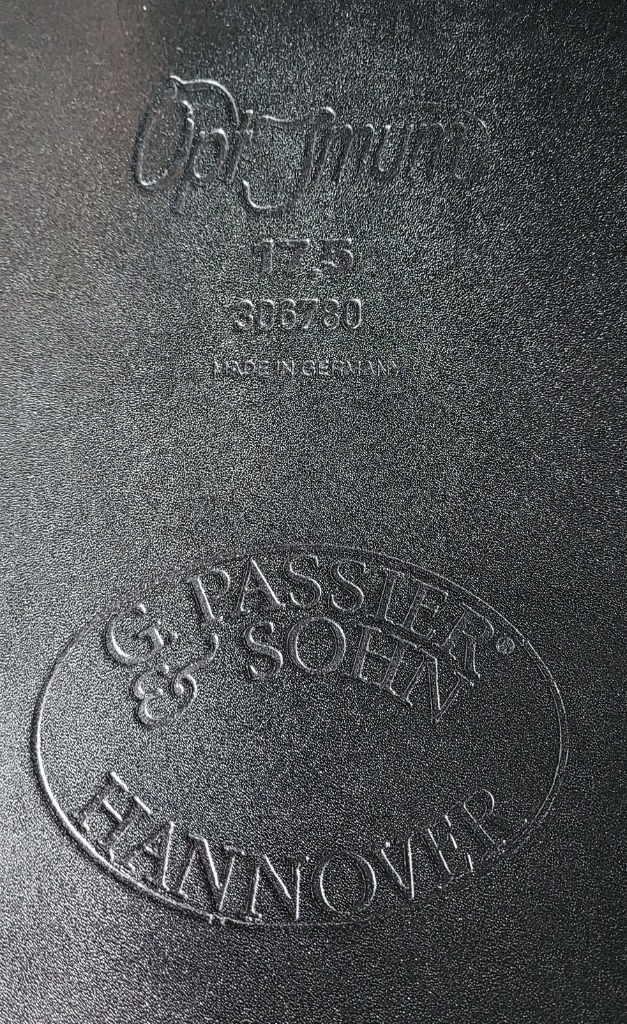 Optimum
17,5
306780
MADE IN GERMANY
G. PASSIER®
& SOHN
HANNOVER